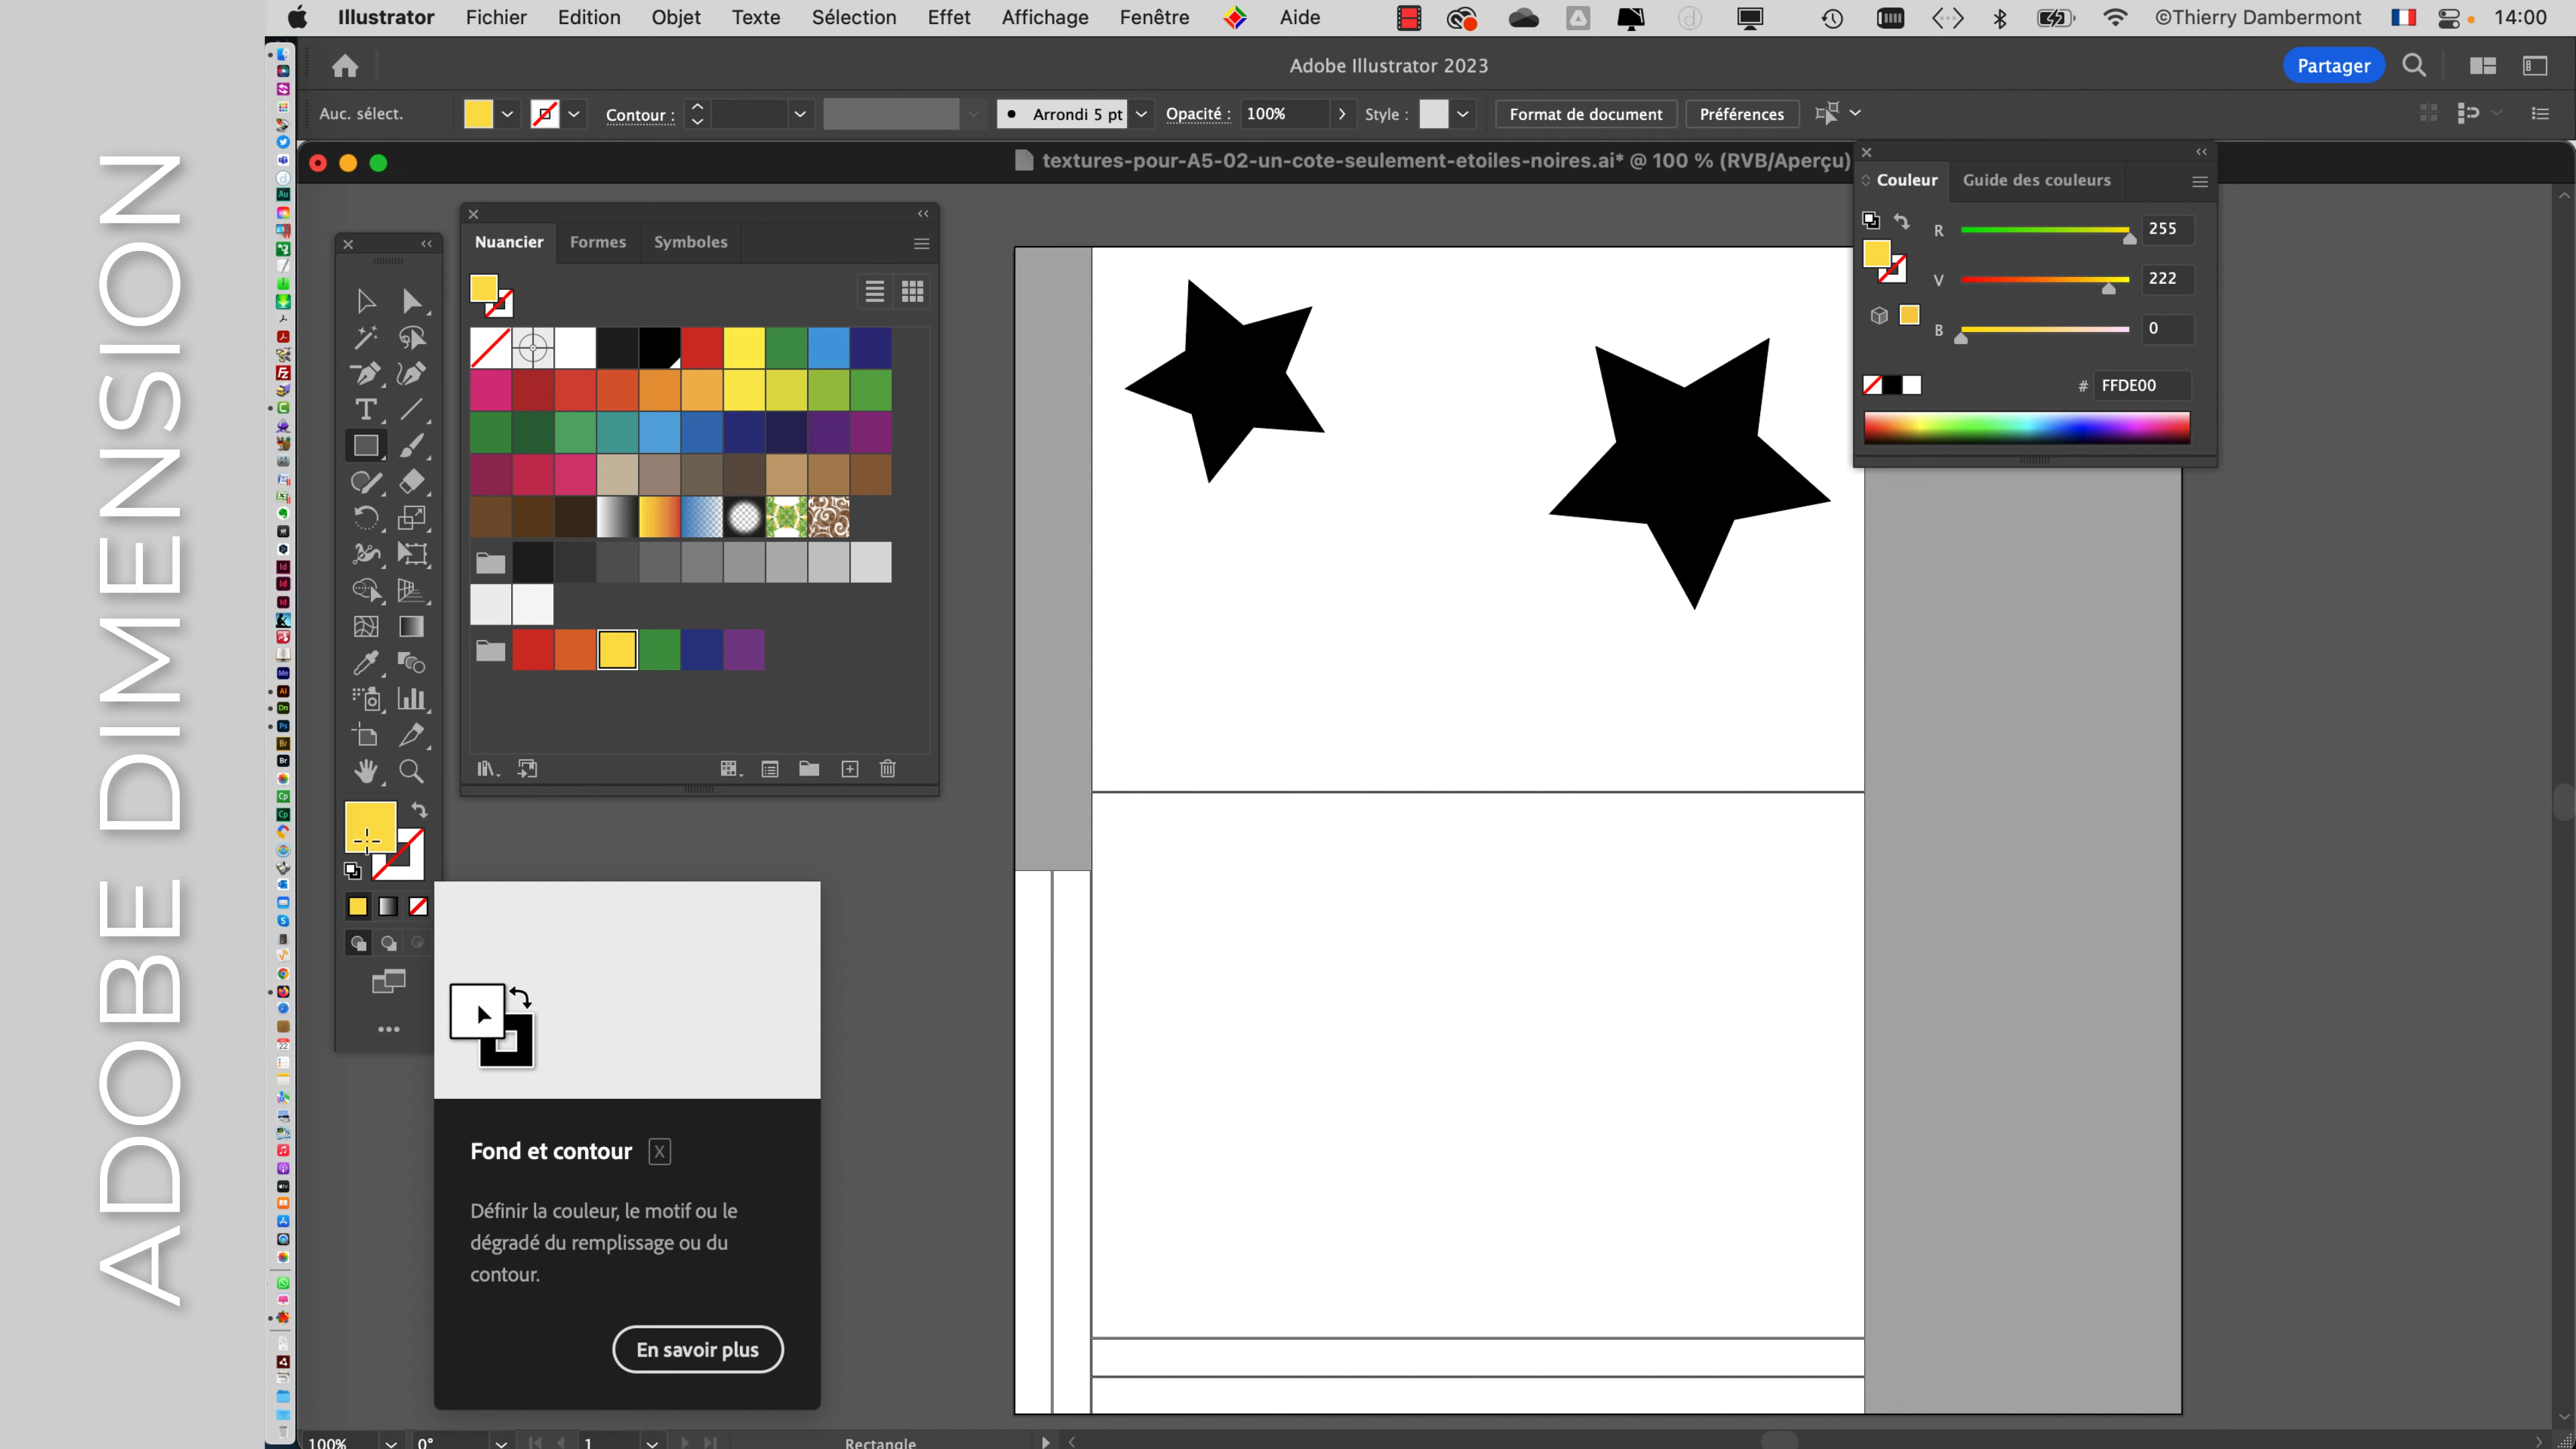 ADOBE DIMENSION
Illustrator Fichier Edition Objet Texte Sélection Effet Affichage Fenêtre Aide ©Thierry Dambermont 14:00
Adobe Illustrator 2023
Partager
Auc. sélect. Contour : Arrondi 5 pt Opacité : 100% Style : Format de document Préférences
textures-pour-A5-02-un-cote-seulement-etoiles-noires.ai* @ 100 % (RVB/Aperçu)
Couleur Guide des couleurs
R 255
V 222
B 0
# FFDE00
Nuancier Formes Symboles
Fond et contour X
Définir la couleur, le motif ou le
dégradé du remplissage ou du
contour.
En savoir plus
100% 0° 1 Rectangle